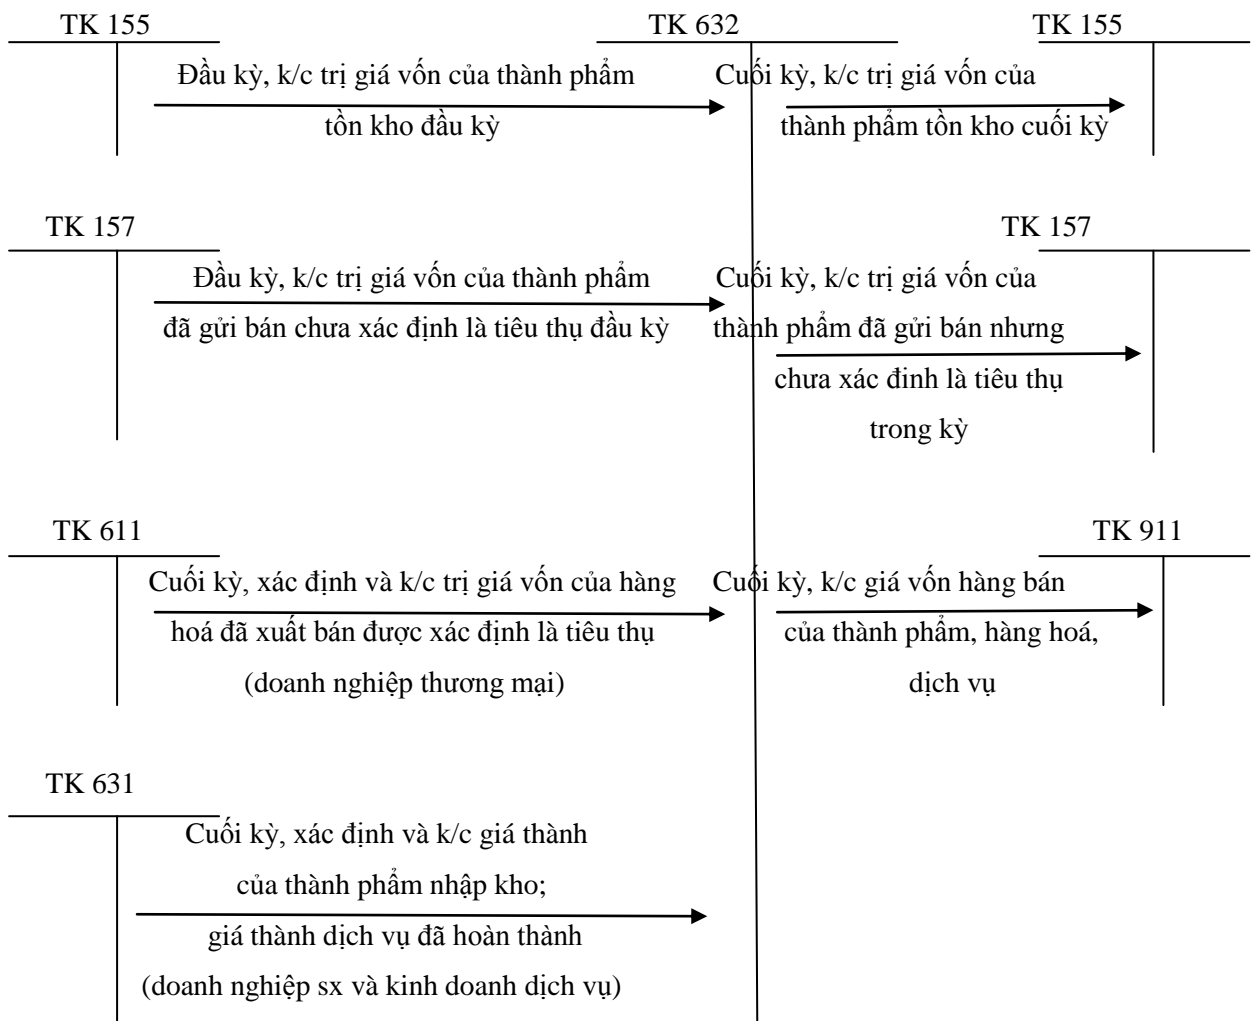 TK 155
TK 632
TK 155
Đầu kỳ, k/c trị giá vốn của thành phẩm
tồn kho đầu kỳ
Cuối kỳ, k/c trị giá vốn của
thành phẩm tồn kho cuối kỳ
TK 157
TK 157
Đầu kỳ, k/c trị giá vốn của thành phẩm
đã gửi bán chưa xác định là tiêu thụ đầu kỳ
Cuối kỳ, k/c trị giá vốn của
thành phẩm đã gửi bán nhưng
chưa xác đinh là tiêu thụ
trong kỳ
TK 611
TK 911
Cuối kỳ, xác định và k/c trị giá vốn của hàng
hoá đã xuất bán được xác định là tiêu thụ
(doanh nghiệp thương mại)
Cuối kỳ, k/c giá vốn hàng bán
của thành phẩm, hàng hoá,
dịch vụ
TK 631
Cuối kỳ, xác định và k/c giá thành
của thành phẩm nhập kho;
giá thành dịch vụ đã hoàn thành
(doanh nghiệp sx và kinh doanh dịch vụ)